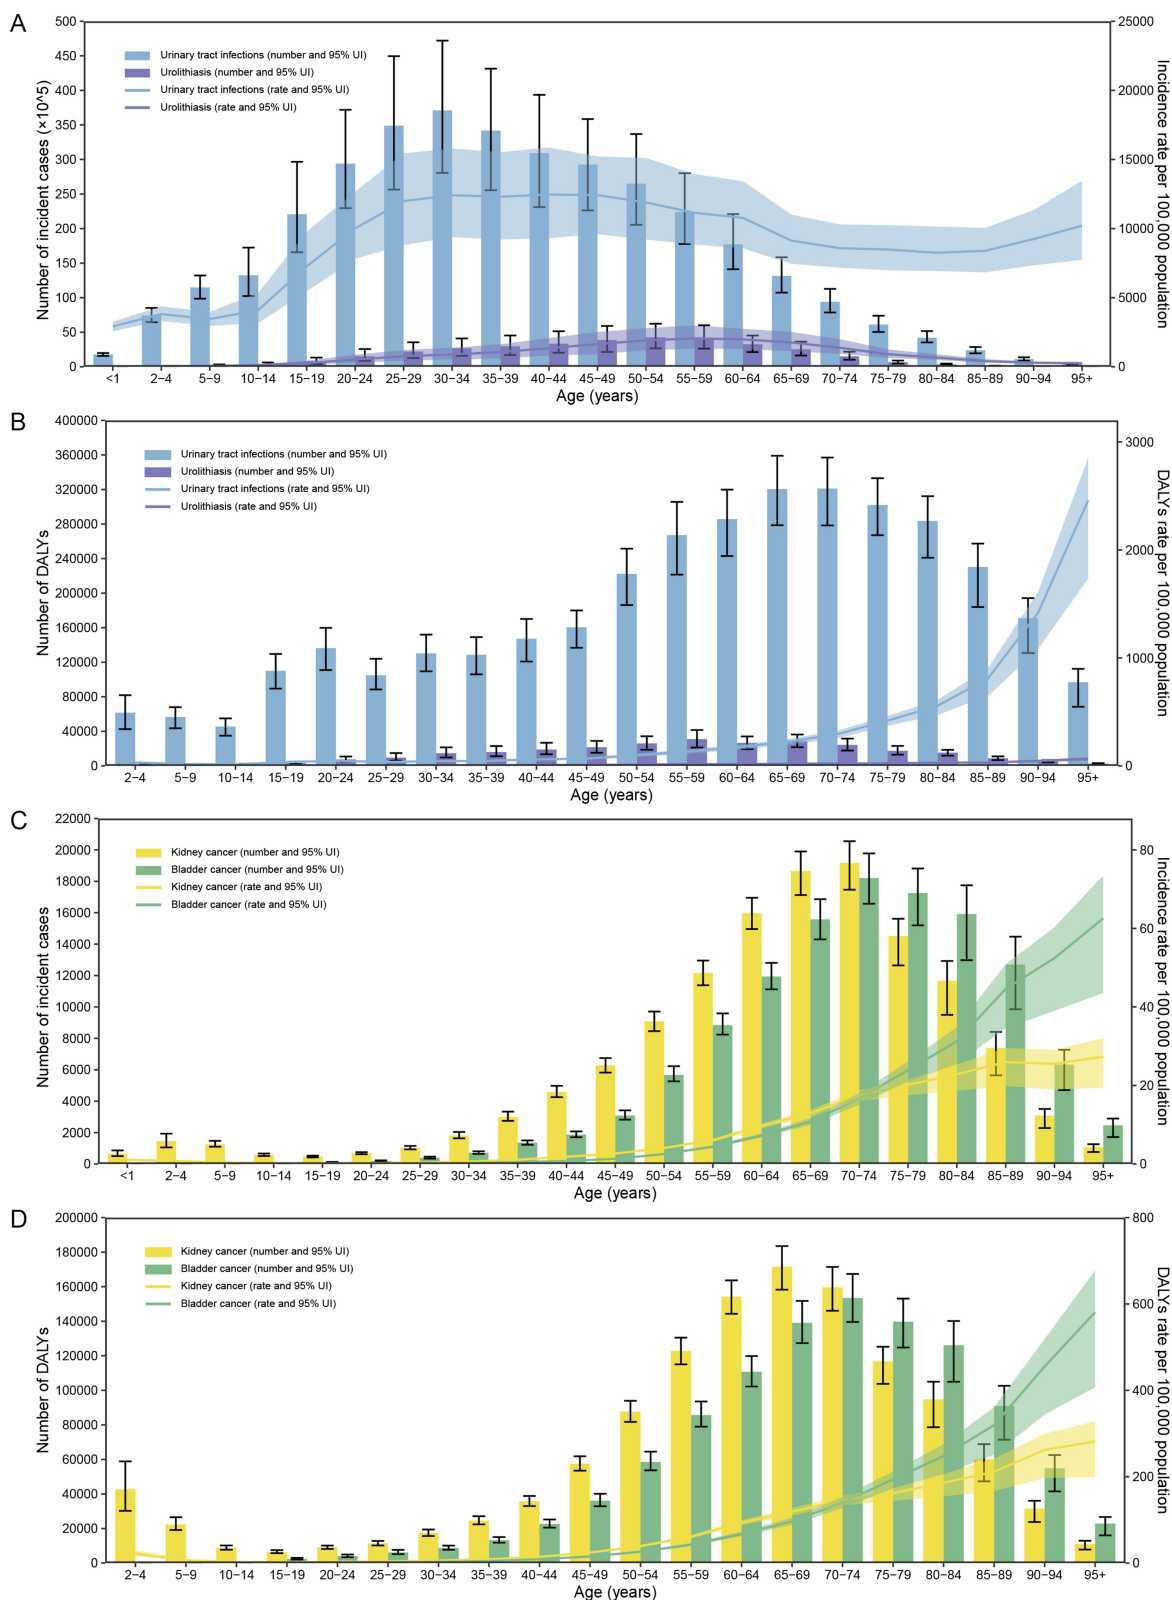 A
Number of incident cases (×10^5)
500
450
400
350
300
250
200
150
100
50
0
Urinary tract infections (number and 95% UI)
Urolithiasis (number and 95% UI)
Urinary tract infections (rate and 95% UI)
Urolithiasis (rate and 95% UI)
25000
20000
15000
10000
5000
0
Incidence rate per 100,000 population
<1 2−4 5−9 10−14 15−19 20−24 25−29 30−34 35−39 40−44 45−49 50−54 55−59 60−64 65−69 70−74 75−79 80−84 85−89 90−94 95+
Age (years)
B
Number of DALYs
400000
360000
320000
280000
240000
200000
160000
120000
80000
40000
0
Urinary tract infections (number and 95% UI)
Urolithiasis (number and 95% UI)
Urinary tract infections (rate and 95% UI)
Urolithiasis (rate and 95% UI)
3000
2000
1000
0
DALYs rate per 100,000 population
2−4 5−9 10−14 15−19 20−24 25−29 30−34 35−39 40−44 45−49 50−54 55−59 60−64 65−69 70−74 75−79 80−84 85−89 90−94 95+
Age (years)
C
Number of incident cases
22000
20000
18000
16000
14000
12000
10000
8000
6000
4000
2000
0
Kidney cancer (number and 95% UI)
Bladder cancer (number and 95% UI)
Kidney cancer (rate and 95% UI)
Bladder cancer (rate and 95% UI)
80
60
40
20
0
Incidence rate per 100,000 population
<1 2−4 5−9 10−14 15−19 20−24 25−29 30−34 35−39 40−44 45−49 50−54 55−59 60−64 65−69 70−74 75−79 80−84 85−89 90−94 95+
Age (years)
D
Number of DALYs
200000
180000
160000
140000
120000
100000
80000
60000
40000
20000
0
Kidney cancer (number and 95% UI)
Bladder cancer (number and 95% UI)
Kidney cancer (rate and 95% UI)
Bladder cancer (rate and 95% UI)
800
600
400
200
0
DALYs rate per 100,000 population
2−4 5−9 10−14 15−19 20−24 25−29 30−34 35−39 40−44 45−49 50−54 55−59 60−64 65−69 70−74 75−79 80−84 85−89 90−94 95+
Age (years)